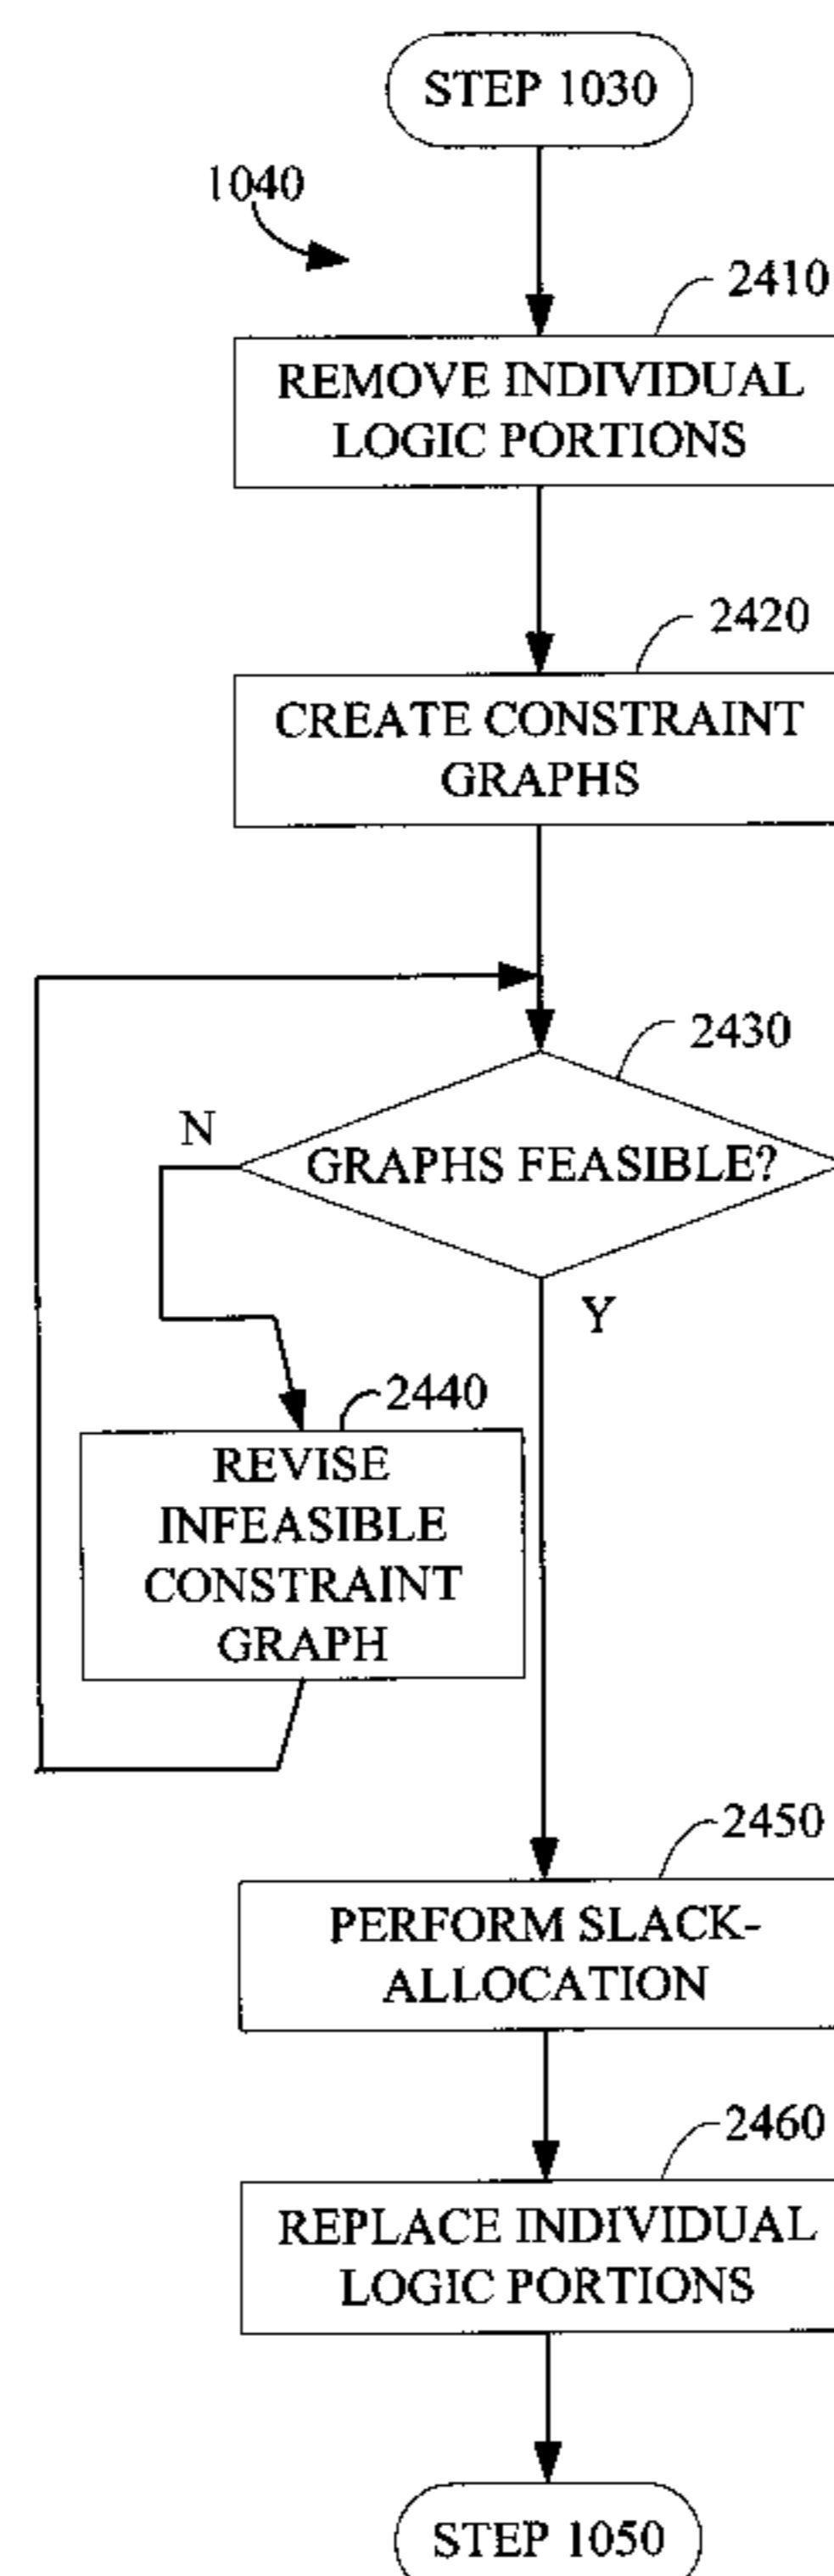 STEP 1030
1040
2410
REMOVE INDIVIDUAL
LOGIC PORTIONS
2420
CREATE CONSTRAINT
GRAPHS
2430
N
GRAPHS FEASIBLE?
Y
2440
REVISE
INFEASIBLE
CONSTRAINT
GRAPH
2450
PERFORM SLACK-
ALLOCATION
2460
REPLACE INDIVIDUAL
LOGIC PORTIONS
STEP 1050